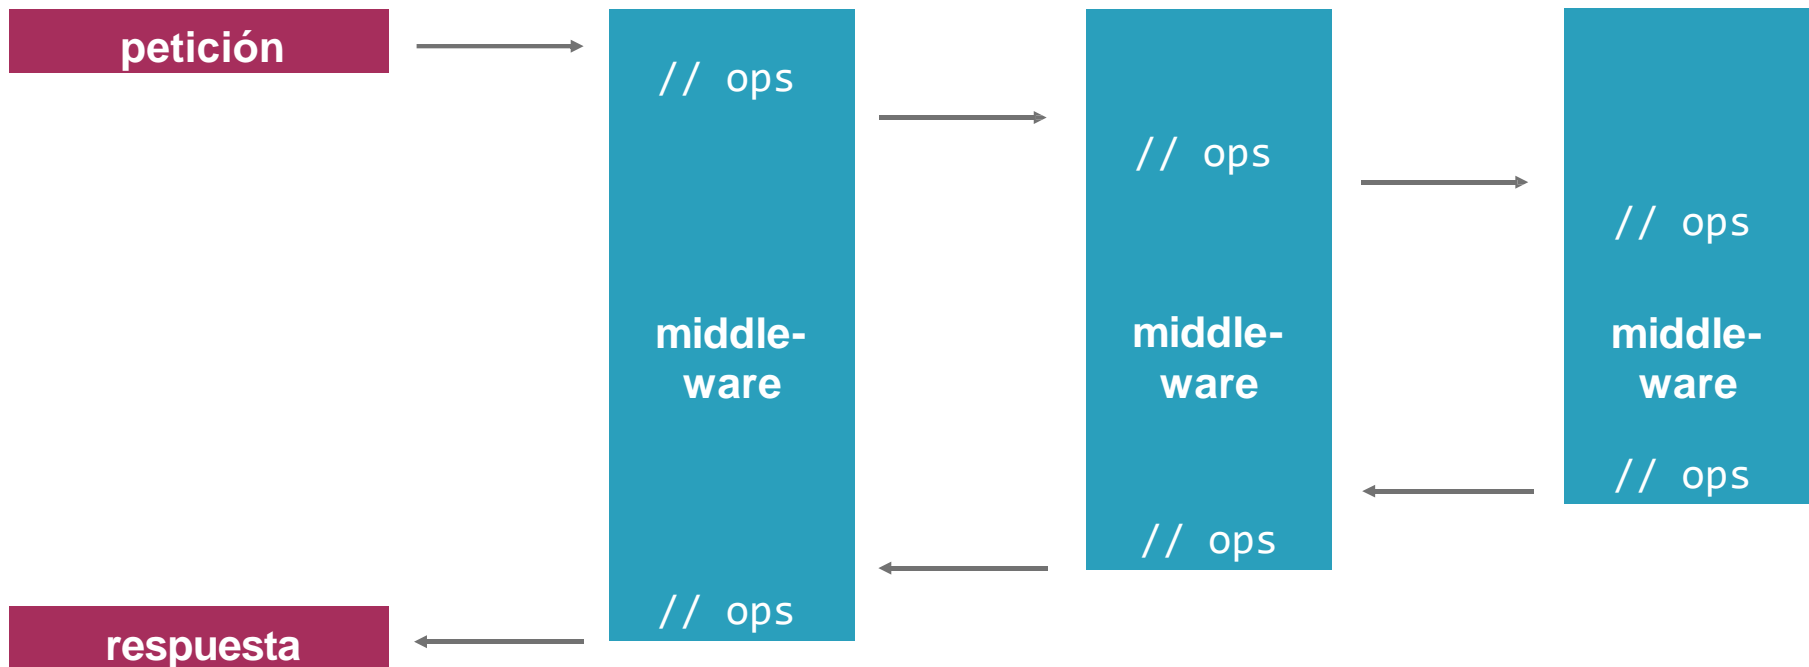 petición
// ops
// ops
// ops
middle-
ware
middle-
ware
middle-
ware
// ops
// ops
// ops
respuesta